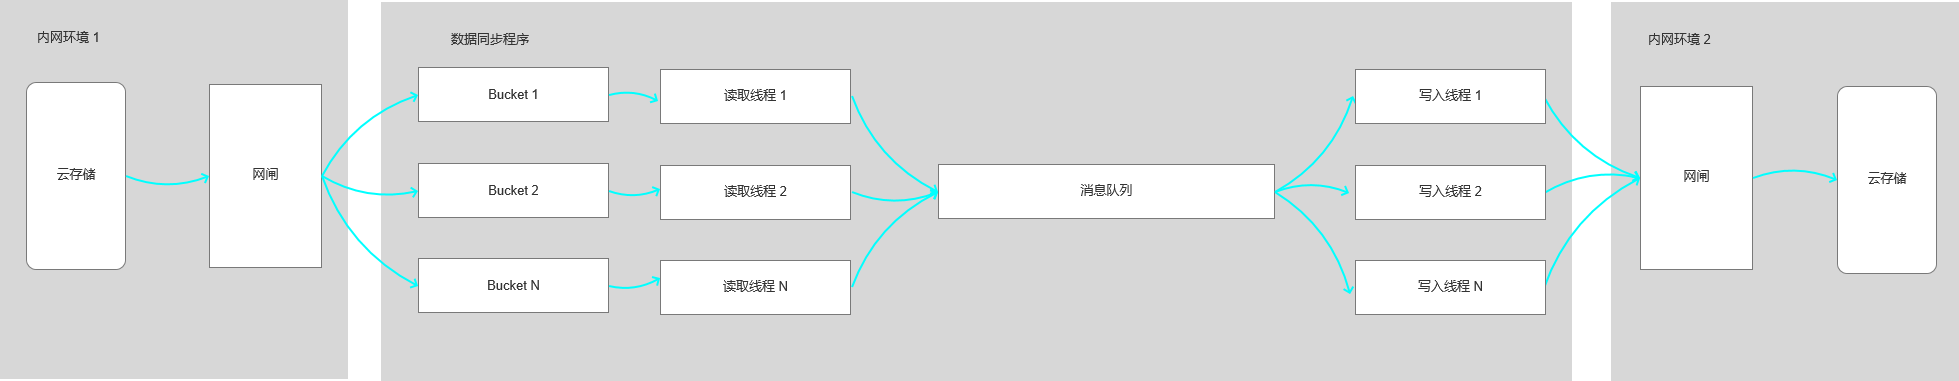 内网环境 1
云存储
网闸
数据同步程序
Bucket 1
读取线程 1
Bucket 2
读取线程 2
Bucket N
读取线程 N
消息队列
写入线程 1
写入线程 2
写入线程 N
内网环境 2
网闸
云存储